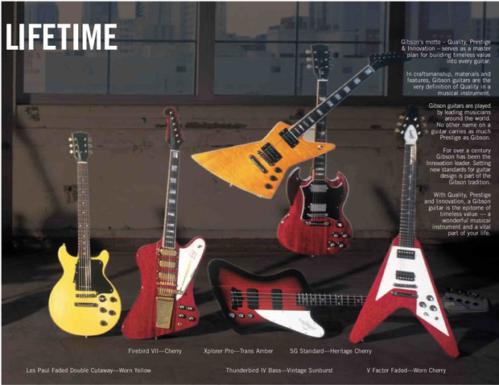 LIFETIME
Gibson's motto - Quality, Prestige
& Innovation - serves as a master
plan for building timeless value
into every guitar.
In craftsmanship, materials and
features, Gibson guitars are the
very definition of Quality in a
musical instrument.
Gibson guitars are played
by leading musicians
around the world.
No other name on a
guitar carries as much
Prestige as Gibson.
For over a century
Gibson has been the
Innovation leader. Setting
new standards for guitar
design is part of the
Gibson tradition.
With Quality, Prestige
and Innovation, a Gibson
guitar is the epitome of
timeless value — a
wonderful musical
instrument and a vital
part of your life.
Firebird VII—Cherry
Xplorer Pro—Trans Amber
SG Standard—Heritage Cherry
Les Paul Faded Double Cutaway—Worn Yellow
Thunderbird IV Bass—Vintage Sunburst
V Factor Faded—Worn Cherry